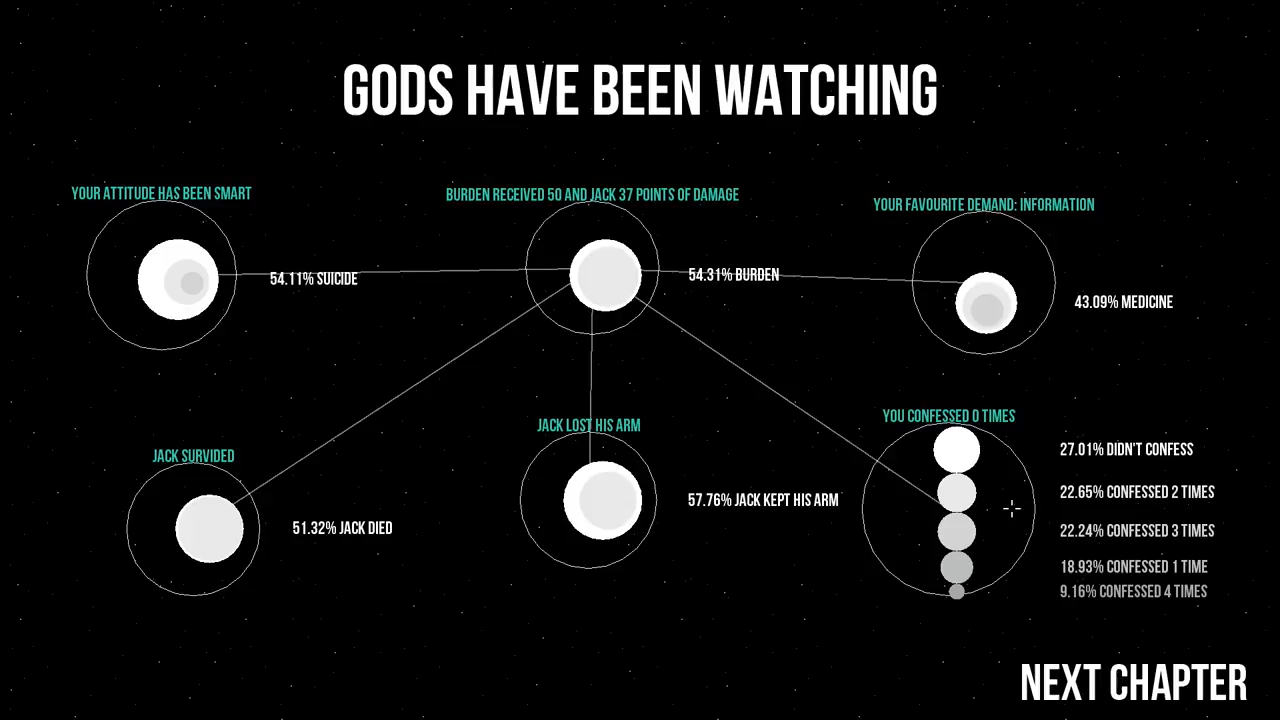 GODS HAVE BEEN WATCHING
YOUR ATTITUDE HAS BEEN SMART
54.11% SUICIDE
BURDEN RECEIVED 50 AND JACK 37 POINTS OF DAMAGE
54.31% BURDEN
YOUR FAVOURITE DEMAND: INFORMATION
43.09% MEDICINE
JACK SURVIDED
51.32% JACK DIED
JACK LOST HIS ARM
57.76% JACK KEPT HIS ARM
YOU CONFESSED 0 TIMES
27.01% DIDN'T CONFESS
22.65% CONFESSED 2 TIMES
22.24% CONFESSED 3 TIMES
18.93% CONFESSED 1 TIME
9.16% CONFESSED 4 TIMES
NEXT CHAPTER